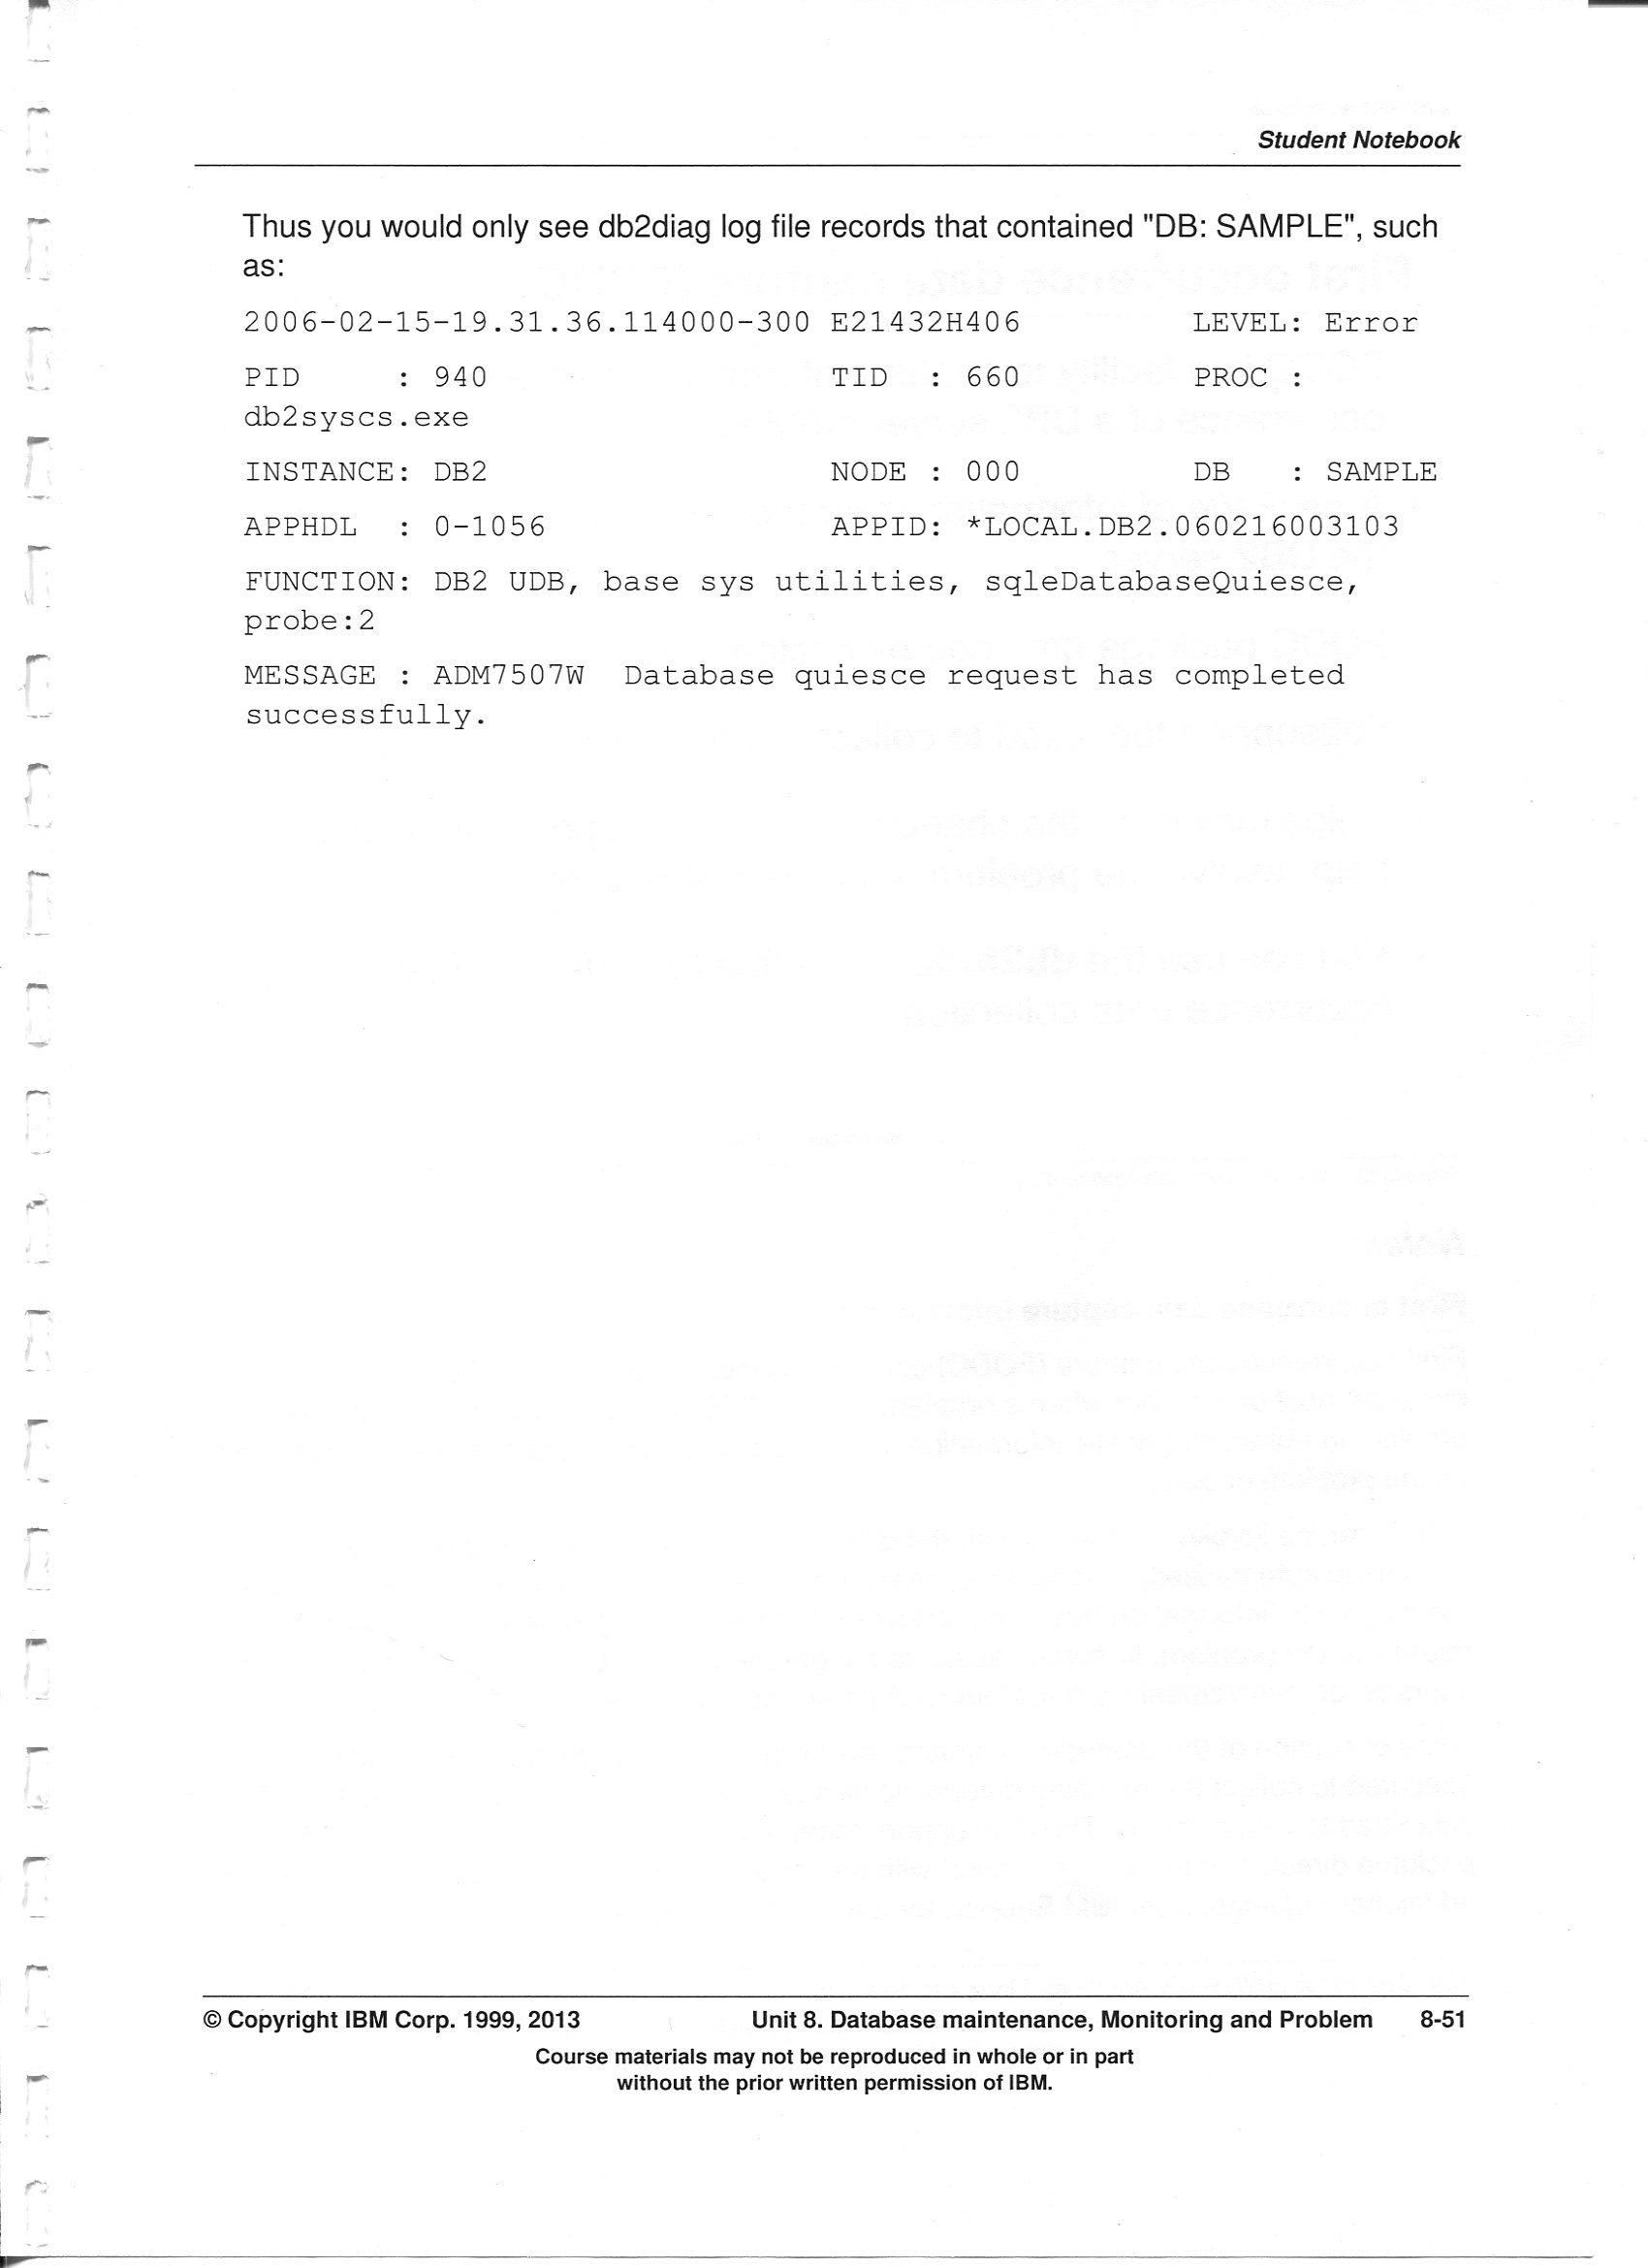 Student Notebook
Thus you would only see db2diag log file records that contained "DB: SAMPLE", such
as:
2006-02-15-19.31.36.114000-300 E21432H406 LEVEL: Error
PID : 940 TID : 660 PROC :
db2syscs.exe
INSTANCE: DB2 NODE : 000 DB : SAMPLE
APPHDL : 0-1056 APPID: *LOCAL.DB2.060216003103
FUNCTION: DB2 UDB, base sys utilities, sqleDatabaseQuiesce,
probe:2
MESSAGE : ADM7507W Database quiesce request has completed
successfully.
© Copyright IBM Corp. 1999, 2013 Unit 8. Database maintenance, Monitoring and Problem 8-51
Course materials may not be reproduced in whole or in part
without the prior written permission of IBM.